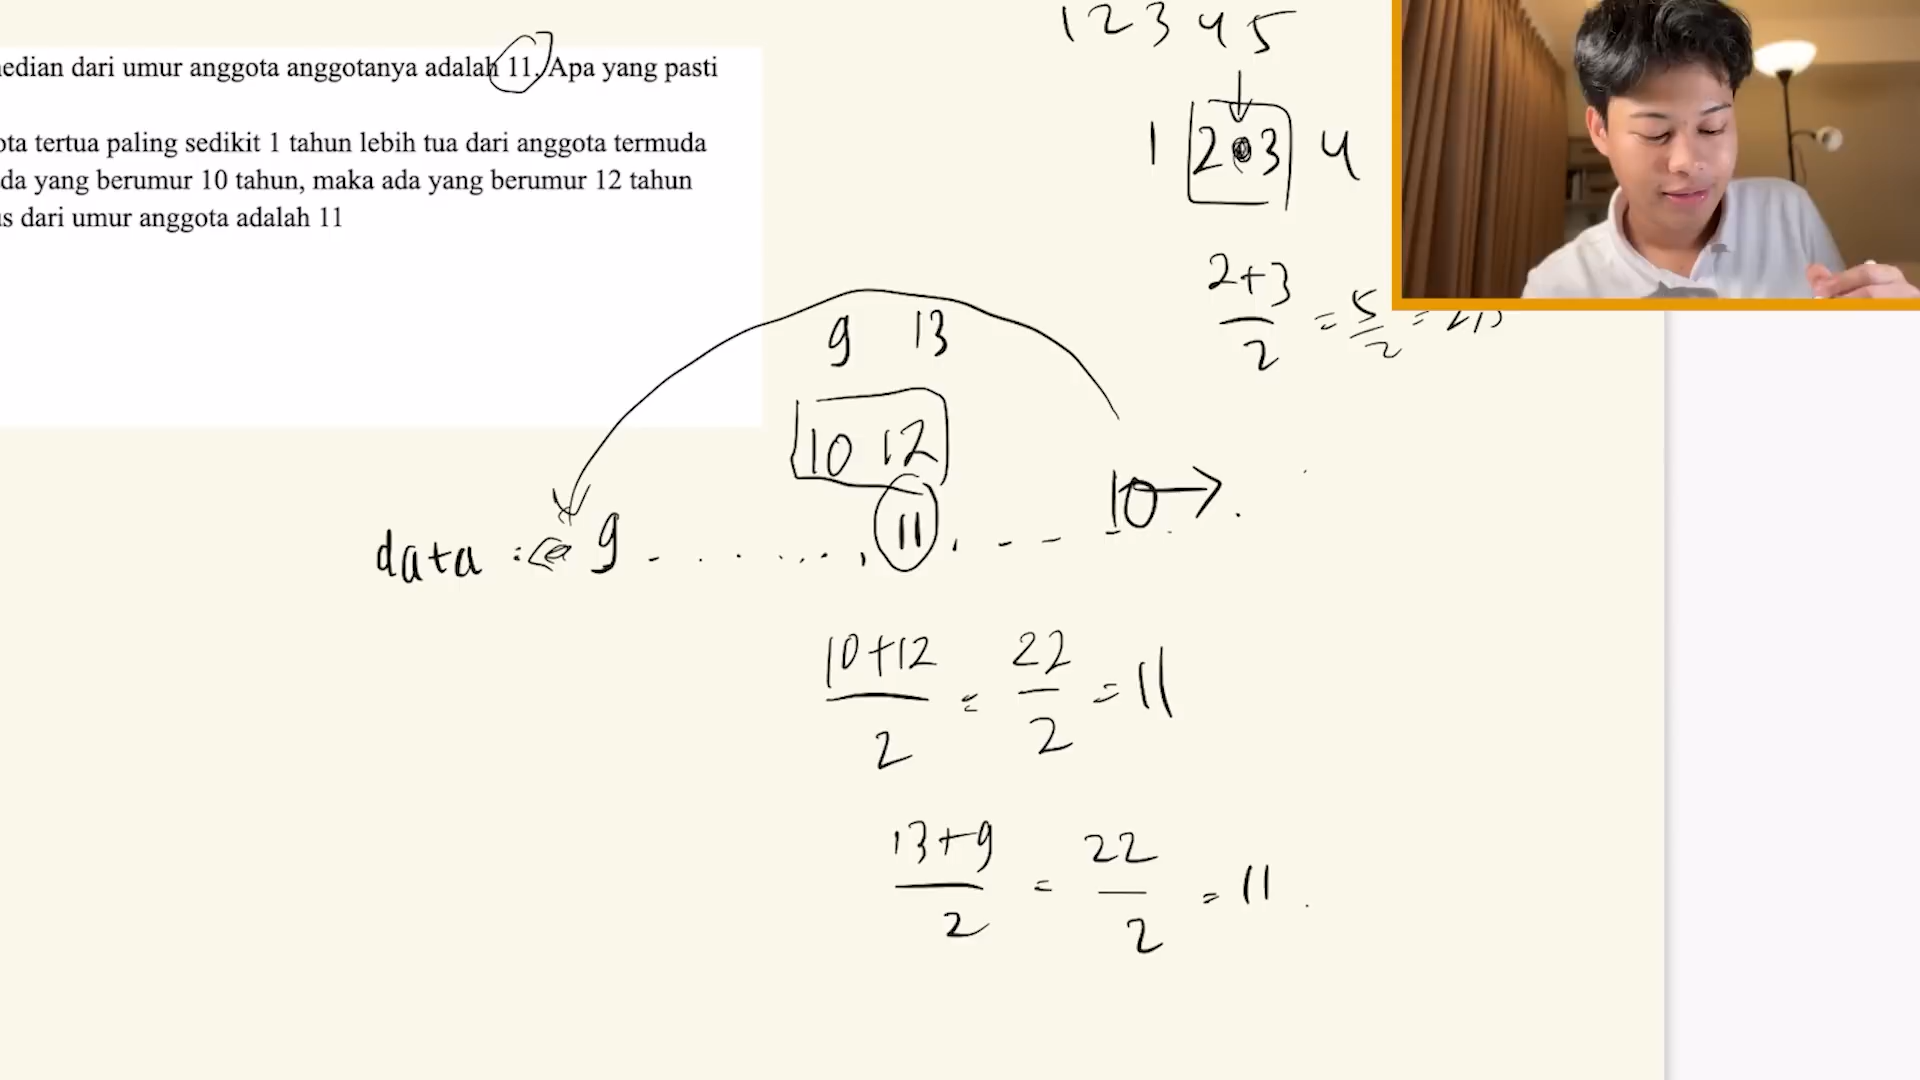 edian dari umur anggota anggotanya adalah 11. Apa yang pasti
ota tertua paling sedikit 1 tahun lebih tua dari anggota termuda
da yang berumur 10 tahun, maka ada yang berumur 12 tahun
s dari umur anggota adalah 11
1 2 3 4 5
1 2 3 4
2+3
2
= 5
2
=
9 13
10 12
data : 9 . . . . . . , 11 , . - - - 10
10+12
2
= 22
2
= 11
13+9
2
= 22
2
= 11